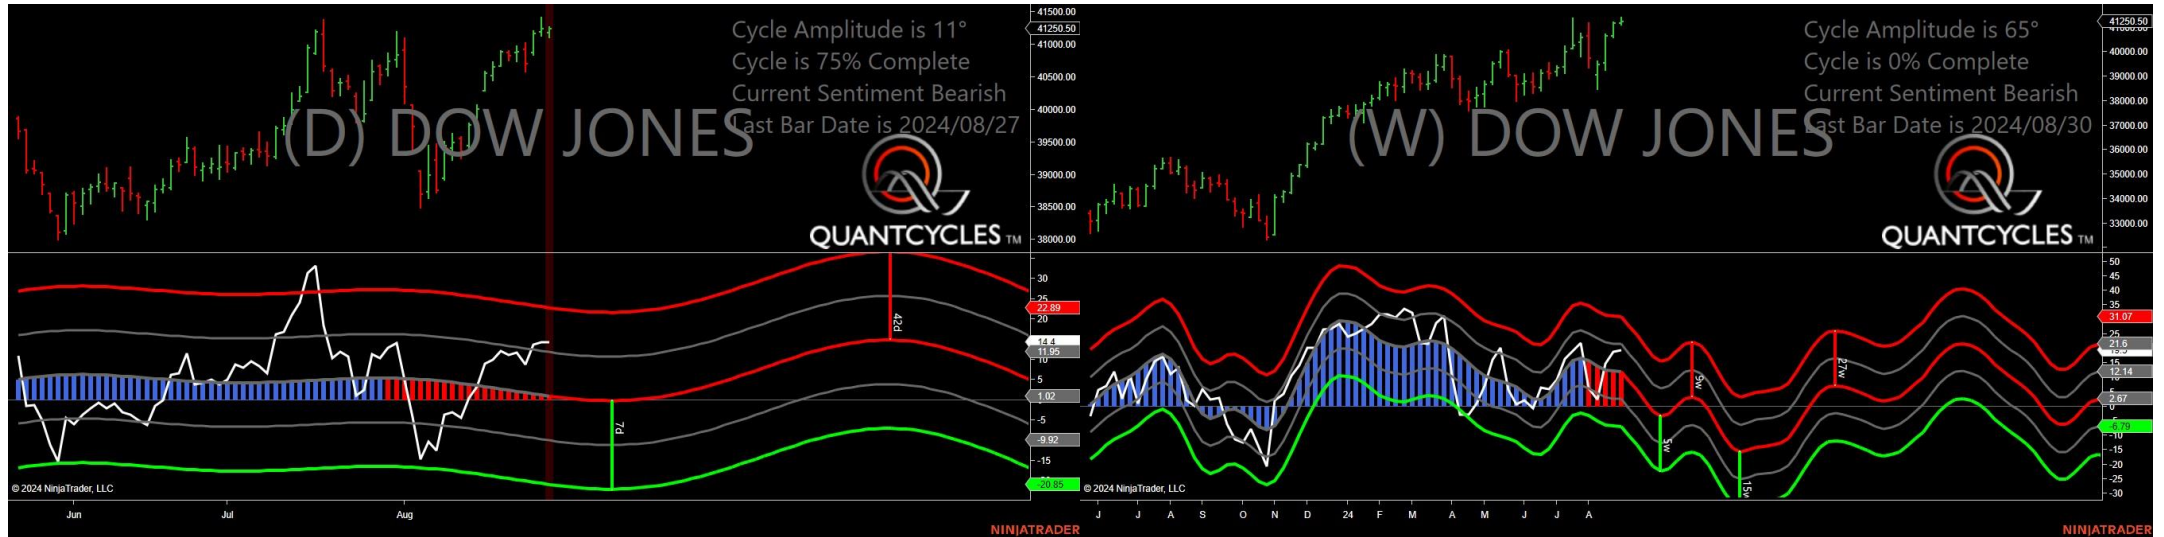 Cycle Amplitude is 11°
Cycle is 75% Complete
Current Sentiment Bearish
Last Bar Date is 2024/08/27
(D) DOW JONES
QUANTCYCLES TM
41500.00
41250.50
41000.00
40500.00
40000.00
39500.00
39000.00
38500.00
38000.00
30
25
22.89
20
14.4
11.95
10
5
1.02
-5
-9.92
-15
-20.85
42d
7d
© 2024 NinjaTrader, LLC
Jun Jul Aug
NINJATRADER
Cycle Amplitude is 65°
Cycle is 0% Complete
Current Sentiment Bearish
Last Bar Date is 2024/08/30
(W) DOW JONES
QUANTCYCLES TM
41250.50
41000.00
40000.00
39000.00
38000.00
37000.00
36000.00
35000.00
34000.00
33000.00
50
45
40
35
31.07
25
21.6
15
12.14
2.67
0
-6.79
-10
-15
-20
-25
-30
9w
27w
5w
15w
© 2024 NinjaTrader, LLC
J J A S O N D 24 F M A M J J A
NINJATRADER